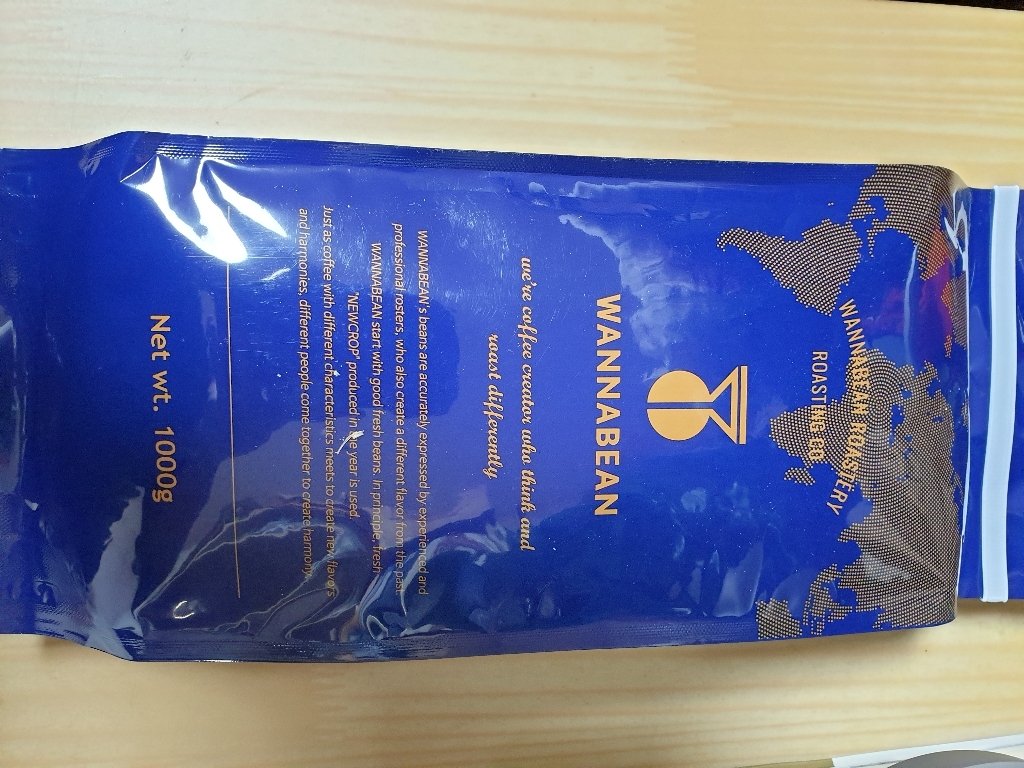 WANNABEAN ROASTERY
ROASTING CO
WANNABEAN
we're coffee creator who think and
roast differently
WANNABEAN's beans are accurately expressed by experienced and
professional rosters, who also create a different flavor from the past.
WANNABEAN start with good fresh beans. In principle, fresh
"NEWCROP" produced in the year is used.
Just as coffee with different characteristics meets to create new flavors
and harmonies, different people come together to create harmony.
Net wt. 1000g